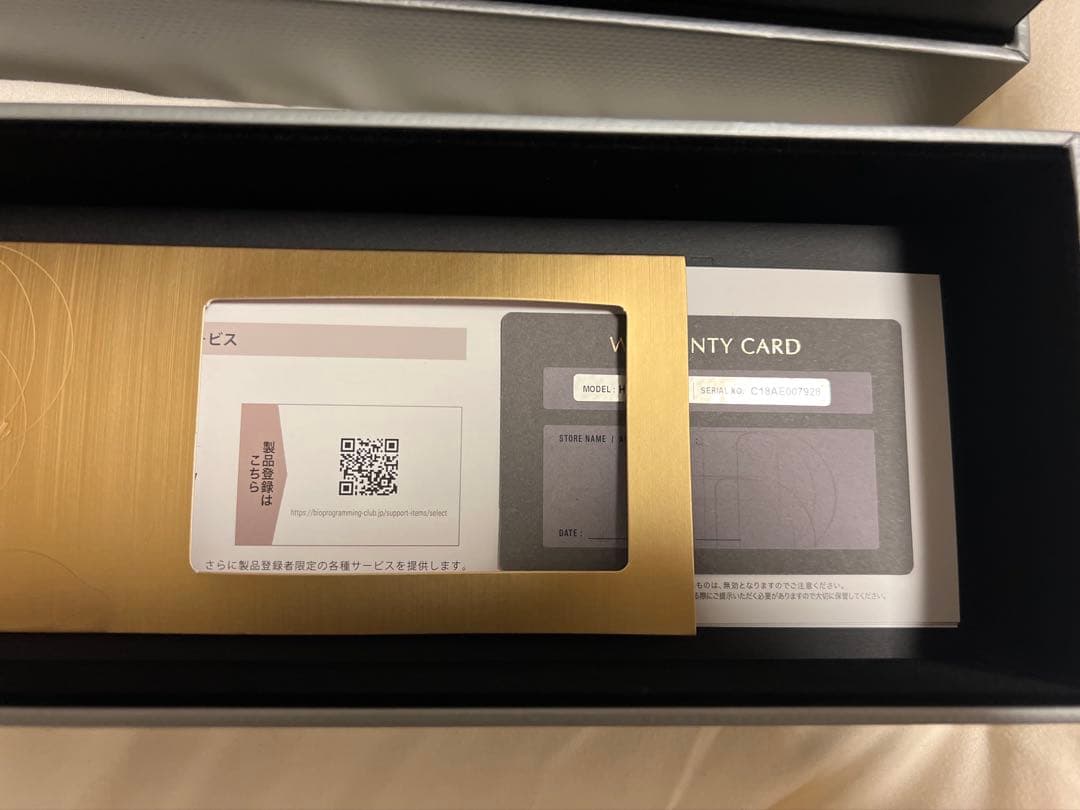 ービス
製品登録は
こちら
https://bioprogramming-club.jp/support-items/select
さらに製品登録者限定の各種サービスを提供します。
W NTY CARD
MODEL : H
SERIAL NO. C18AE007928
STORE NAME / A :
DATE :
ものは、無効となりますのでご注意ください。
る際にご提示いただく必要がありますので大切に保管してください。